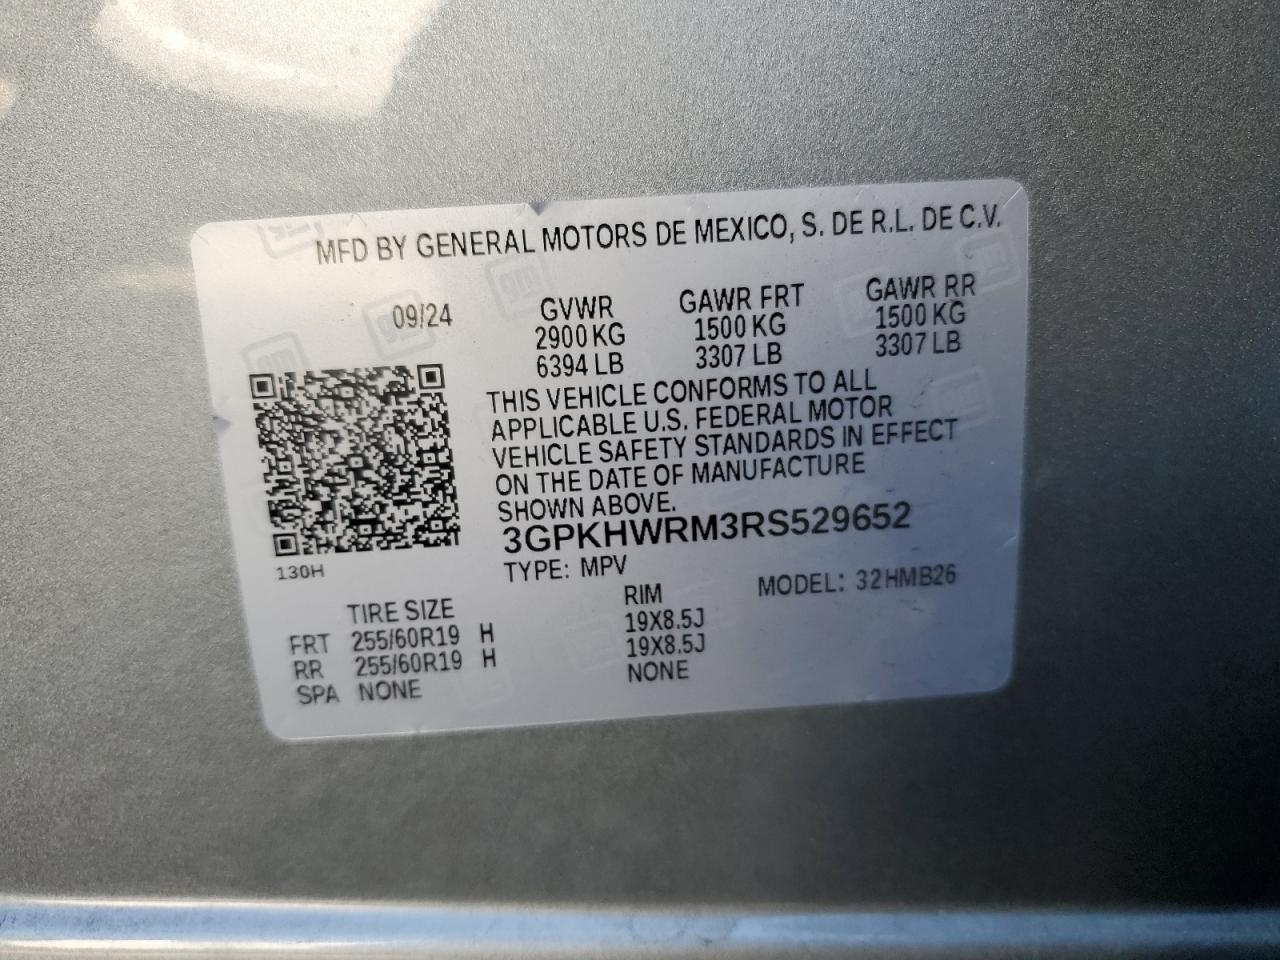 MFD BY GENERAL MOTORS DE MEXICO, S. DE R.L. DE C.V.
09/24 GVWR GAWR FRT GAWR RR
2900 KG 1500 KG 1500 KG
6394 LB 3307 LB 3307 LB
THIS VEHICLE CONFORMS TO ALL
APPLICABLE U.S. FEDERAL MOTOR
VEHICLE SAFETY STANDARDS IN EFFECT
ON THE DATE OF MANUFACTURE
SHOWN ABOVE.
3GPKHWRM3RS529652
130H
TYPE: MPV MODEL: 32HMB26
TIRE SIZE RIM
FRT 255/60R19 H 19X8.5J
RR 255/60R19 H 19X8.5J
SPA NONE NONE